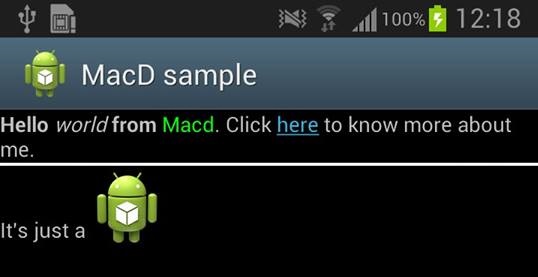 100% 12:18
MacD sample
Hello world from Macd. Click here to know more about
me.
It's just a